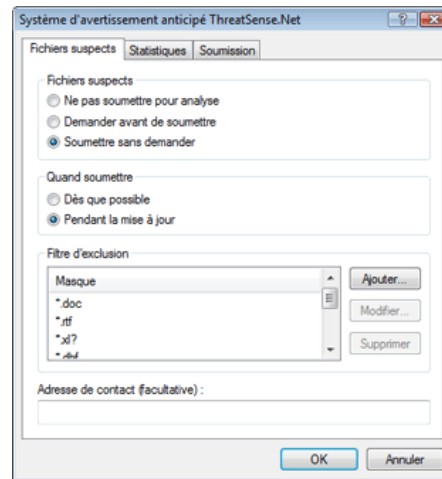 Système d'avertissement anticipé ThreatSense.Net
Fichiers suspects Statistiques Soumission
Fichiers suspects
Ne pas soumettre pour analyse
Demander avant de soumettre
Soumettre sans demander
Quand soumettre
Dès que possible
Pendant la mise à jour
Filtre d'exclusion
Masque
*.doc
*.rtf
*.xl?
*.dbf
Ajouter...
Modifier...
Supprimer
Adresse de contact (facultative) :
OK Annuler